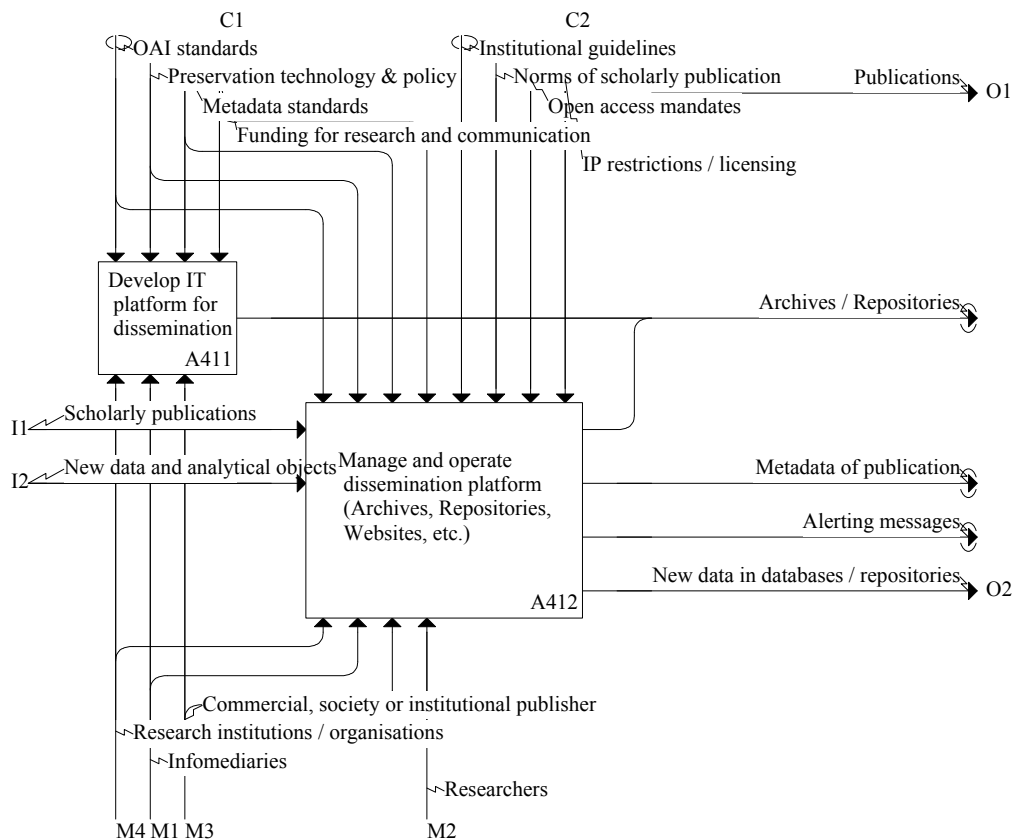 C1
C2
OAI standards
Institutional guidelines
Preservation technology & policy
Norms of scholarly publication
Publications
O1
Metadata standards
Open access mandates
Funding for research and communication
IP restrictions / licensing
Develop IT
platform for
dissemination
A411
Archives / Repositories
I1
Scholarly publications
I2
New data and analytical objects
Manage and operate
dissemination platform
(Archives, Repositories,
Websites, etc.)
A412
Metadata of publication
Alerting messages
New data in databases / repositories
O2
Commercial, society or institutional publisher
Research institutions / organisations
Infomediaries
Researchers
M4
M1
M3
M2